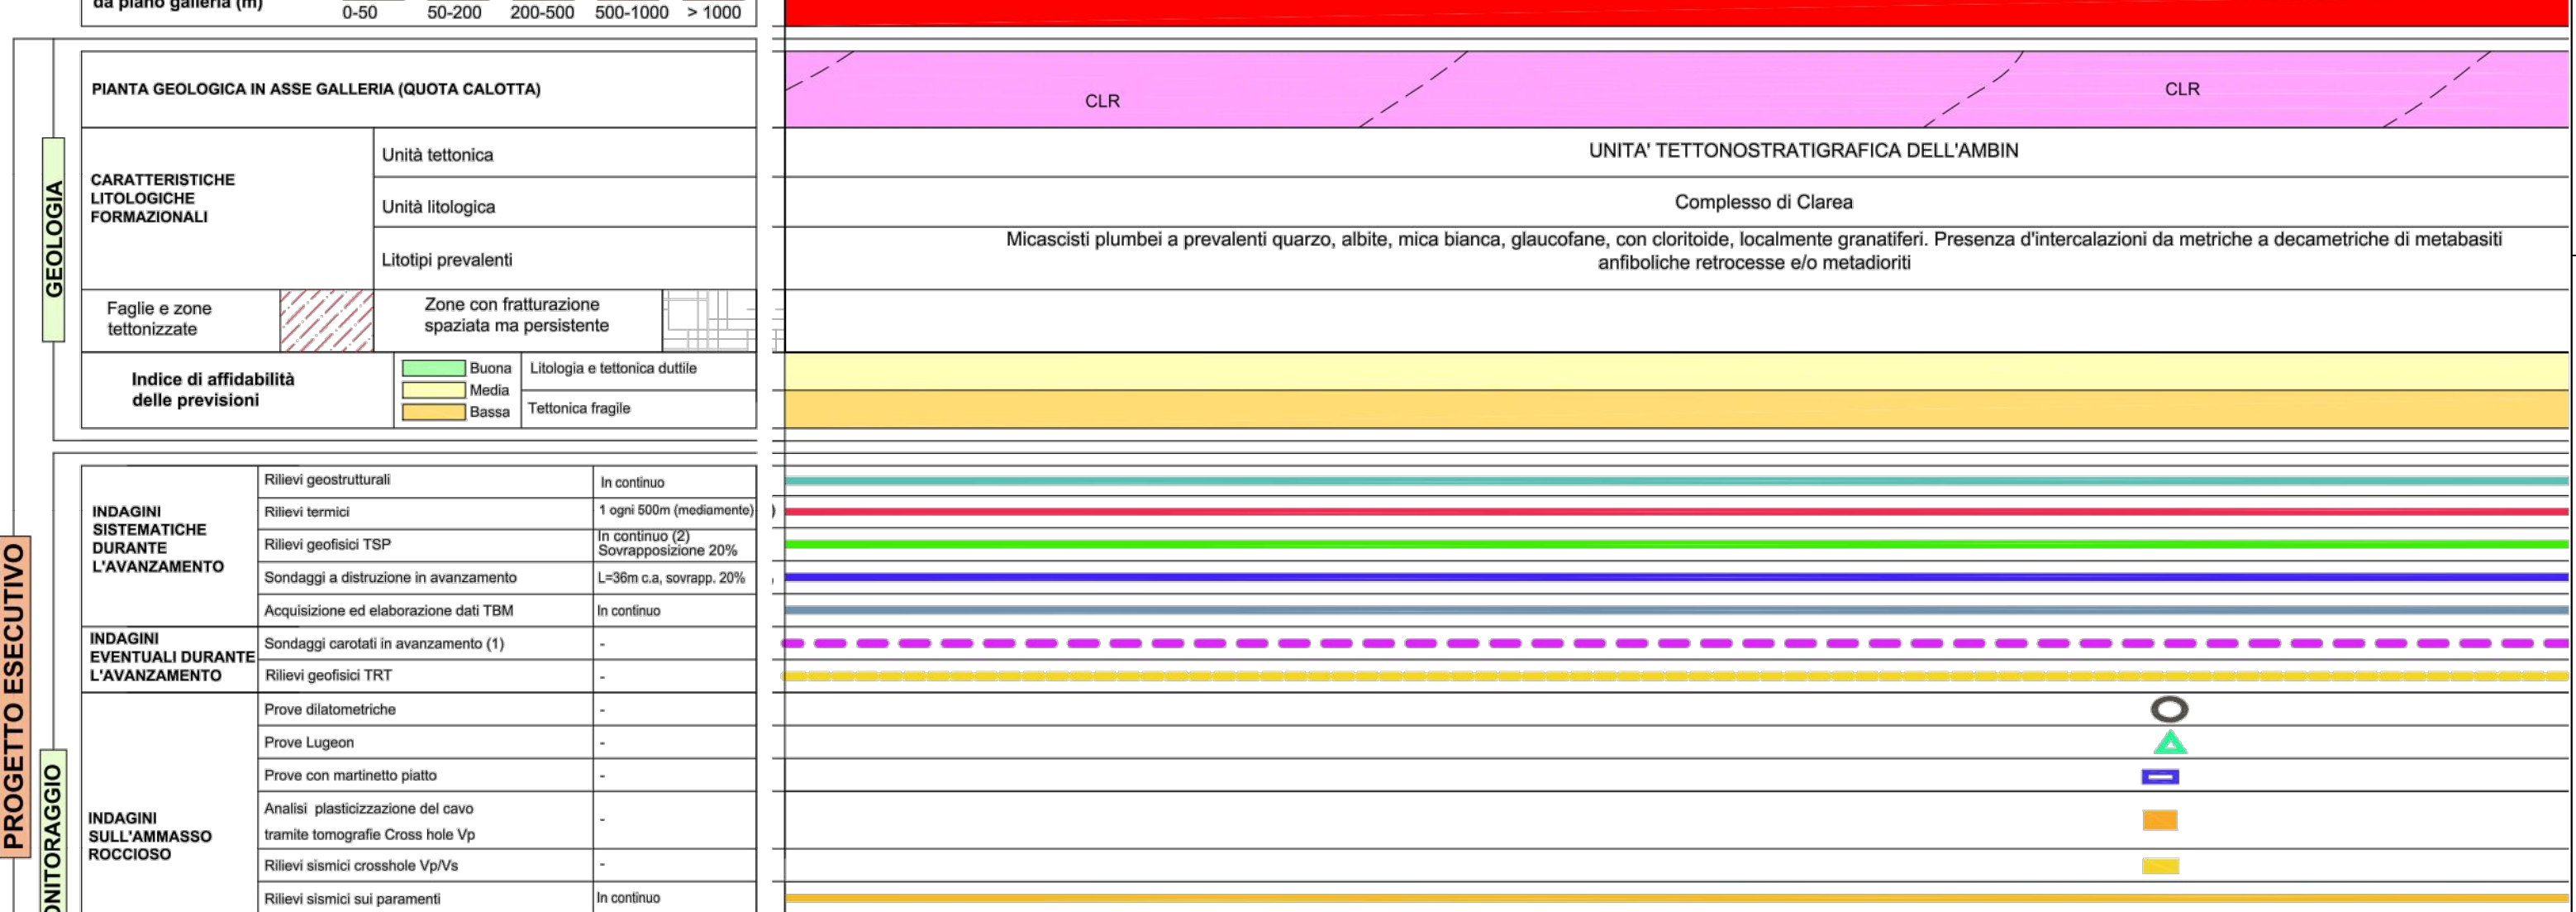 da piano galleria (m)
0-50 50-200 200-500 500-1000 > 1000
PROGETTO ESECUTIVO
GEOLOGIA
PIANTA GEOLOGICA IN ASSE GALLERIA (QUOTA CALOTTA)
CLR
CLR
CARATTERISTICHE
LITOLOGICHE
FORMAZIONALI
Unità tettonica
UNITA' TETTONOSTRATIGRAFICA DELL'AMBIN
Unità litologica
Complesso di Clarea
Litotipi prevalenti
Micascisti plumbei a prevalenti quarzo, albite, mica bianca, glaucofane, con cloritoide, localmente granatiferi. Presenza d'intercalazioni da metriche a decametriche di metabasiti
anfiboliche retrocesse e/o metadioriti
Faglie e zone
tettonizzate
Zone con fratturazione
spaziata ma persistente
Indice di affidabilità
delle previsioni
Buona
Media
Bassa
Litologia e tettonica duttile
Tettonica fragile
INDAGINI
SISTEMATICHE
DURANTE
L'AVANZAMENTO
Rilievi geostrutturali
In continuo
Rilievi termici
1 ogni 500m (mediamente) )
Rilievi geofisici TSP
In continuo (2)
Sovrapposizione 20%
Sondaggi a distruzione in avanzamento
L=36m c.a, sovrapp. 20%
Acquisizione ed elaborazione dati TBM
In continuo
INDAGINI
EVENTUALI DURANTE
L'AVANZAMENTO
Sondaggi carotati in avanzamento (1)
-
Rilievi geofisici TRT
-
INDAGINI
SULL'AMMASSO
ROCCIOSO
Prove dilatometriche
-
Prove Lugeon
-
Prove con martinetto piatto
-
Analisi plasticizzazione del cavo
tramite tomografie Cross hole Vp
-
Rilievi sismici crosshole Vp/Vs
-
Rilievi sismici sui paramenti
In continuo
ONITORAGGIO